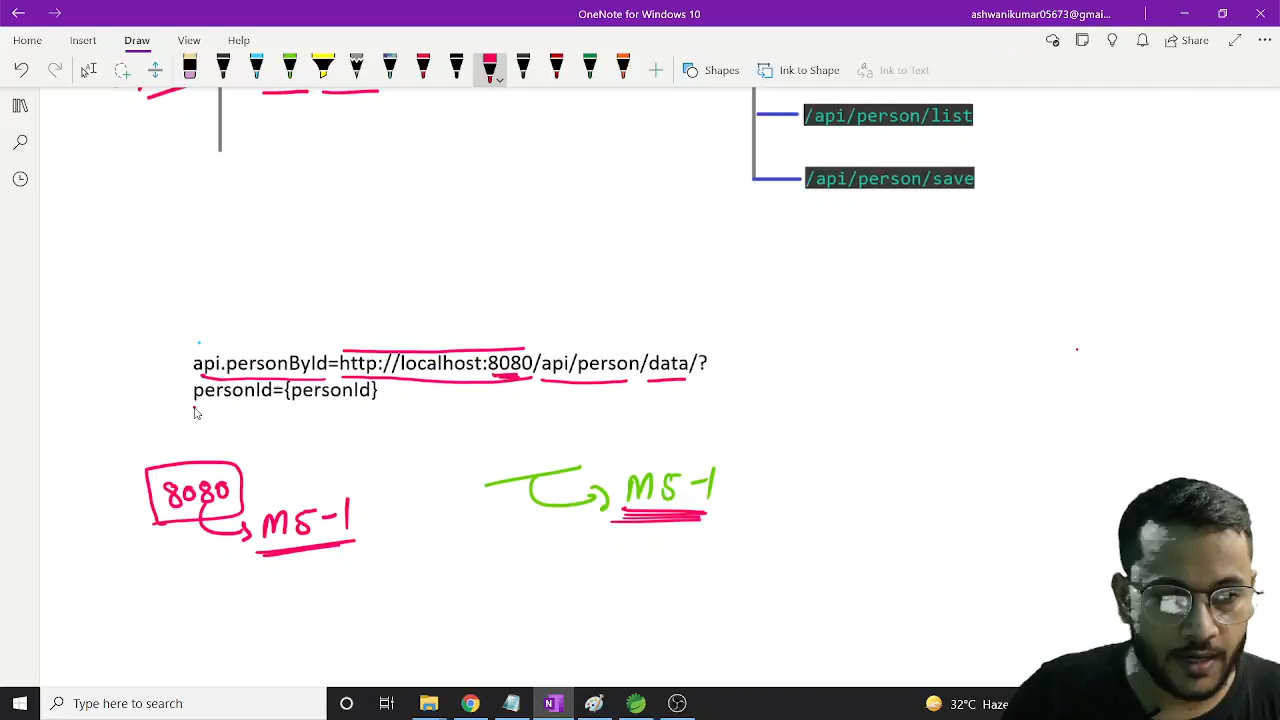 OneNote for Windows 10
ashwanikumar05673@gmai...
Home Insert Draw View Help
Share
Shapes
Ink to Shape
Ink to Text
/api/person/list
/api/person/save
api.personById=http://localhost:8080/api/person/data/?
personId={personId}
8080
MS-1
MS-1
Type here to search
32°C Haze